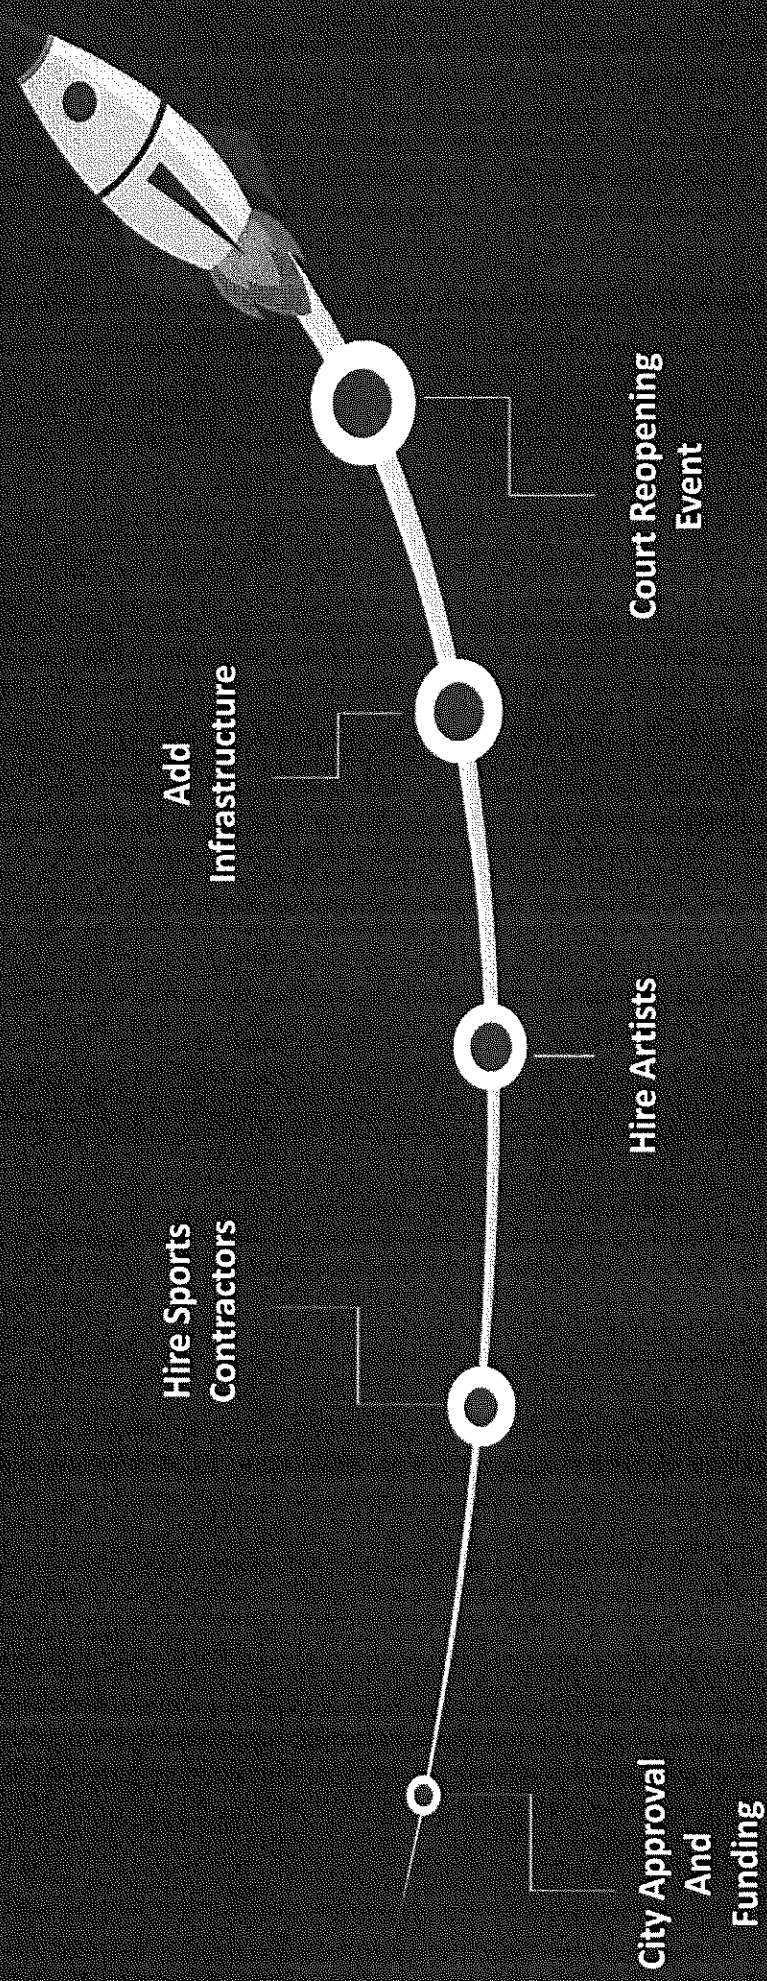 City Approval
And
Funding
Hire Sports
Contractors
Hire Artists
Add
Infrastructure
Court Reopening
Event